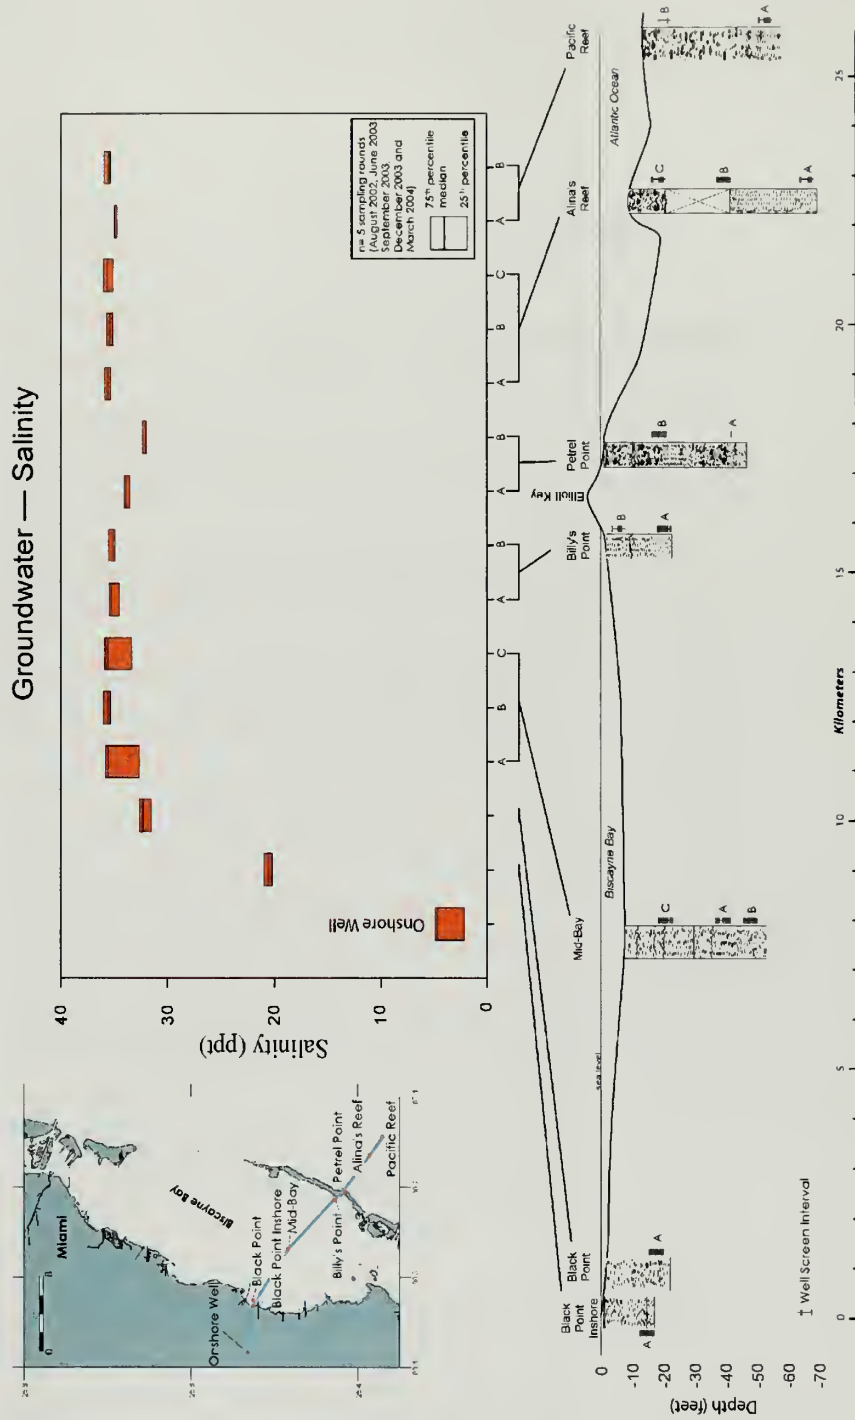 Groundwater — Salinity
Miami
Biscayne Bay
Onshore Well
Black Point
Black Point Inshore
Mid-Bay
Billy's Point
Petrel Point
Alina's Reef
Pacific Reef
Salinity (ppt)
40
30
20
10
0
Onshore Well
n= 5 sampling rounds
(August 2002, June 2003
September 2003,
December 2003 and
March 2004)
75th percentile
median
25th percentile
A B C A B A B A B C A B
Black
Point
Inshore
Black
Point
Mid-Bay
Billy's
Point
Elliott Key
Petrel
Point
Alina's
Reef
Pacific
Reef
sea level
Biscayne Bay
Atlantic Ocean
Depth (feet)
0
-10
-20
-30
-40
-50
-60
-70
A
A
C
A
B
B
A
B
A
C
B
A
B
A
Well Screen Interval
0 5 10 15 20 25
Kilometers